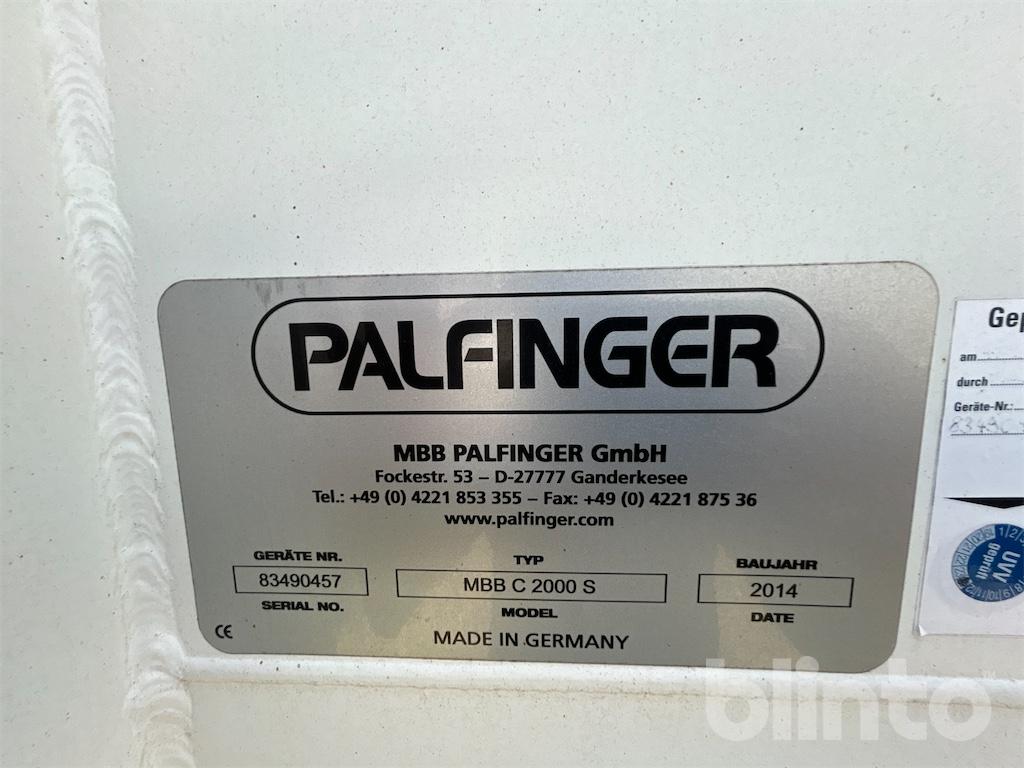 PALFINGER
MBB PALFINGER GmbH
Fockestr. 53 – D-27777 Ganderkesee
Tel.: +49 (0) 4221 853 355 – Fax: +49 (0) 4221 875 36
www.palfinger.com
GERÄTE NR. TYP BAUJAHR
83490457 MBB C 2000 S 2014
SERIAL NO. MODEL DATE
CE MADE IN GERMANY
Gep
am
durch
Geräte-Nr.:
UVV
Geprüft
blinto